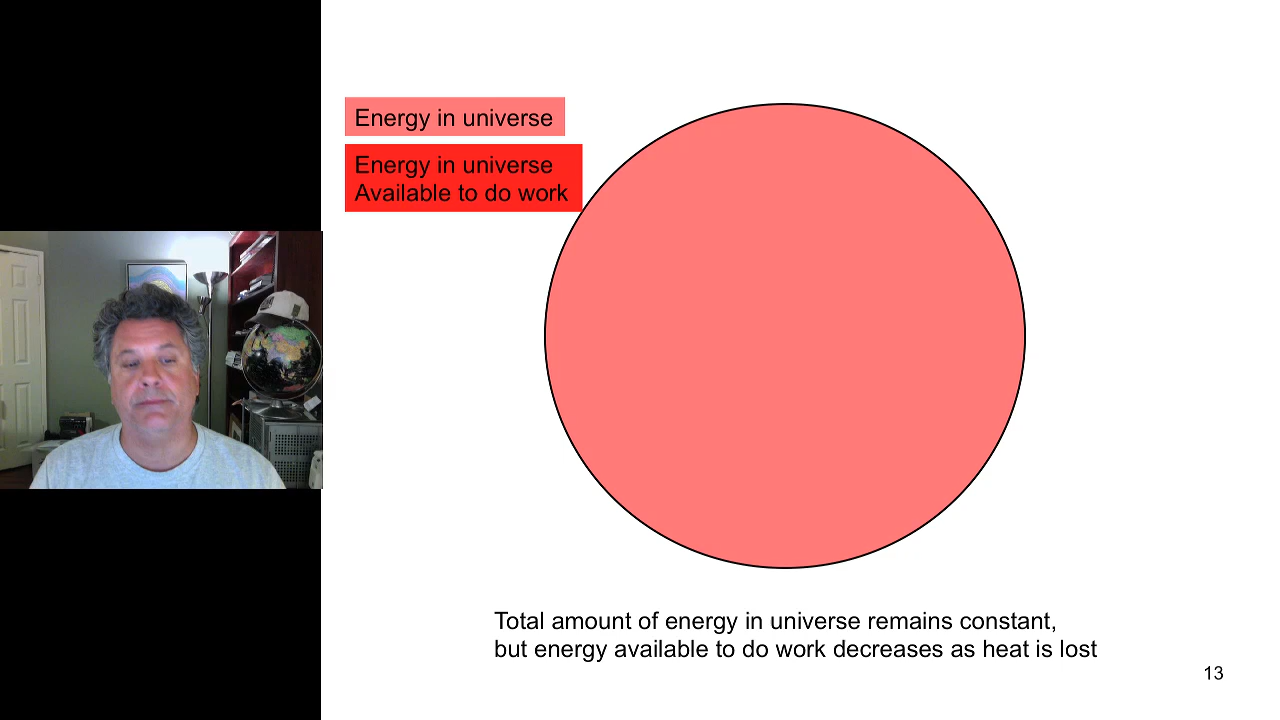 Energy in universe
Energy in universe
Available to do work
Total amount of energy in universe remains constant,
but energy available to do work decreases as heat is lost
13